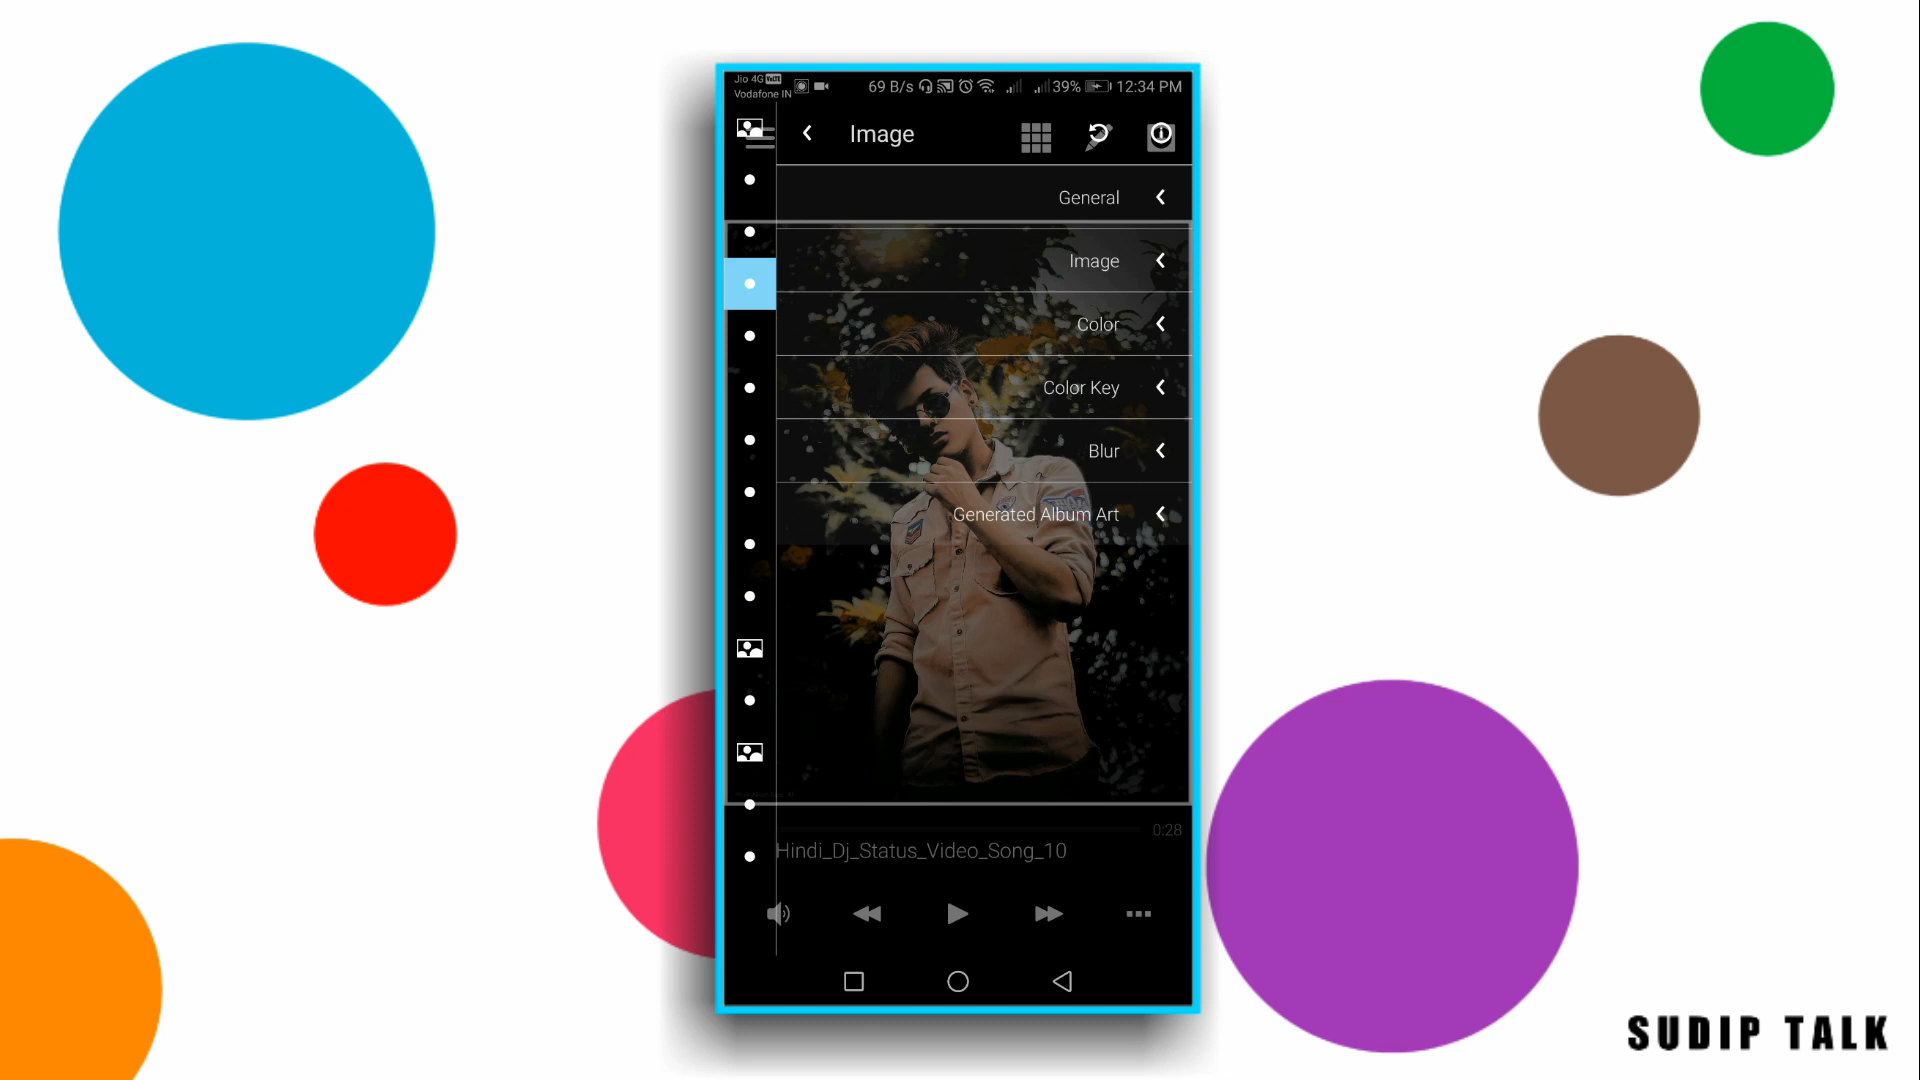 Jio 4G VoLTE
Vodafone IN
69 B/s
39%
12:34 PM
Image
General
Image
Color
Color Key
Blur
Generated Album Art
0:28
Hindi_Dj_Status_Video_Song_10
SUDIP TALK